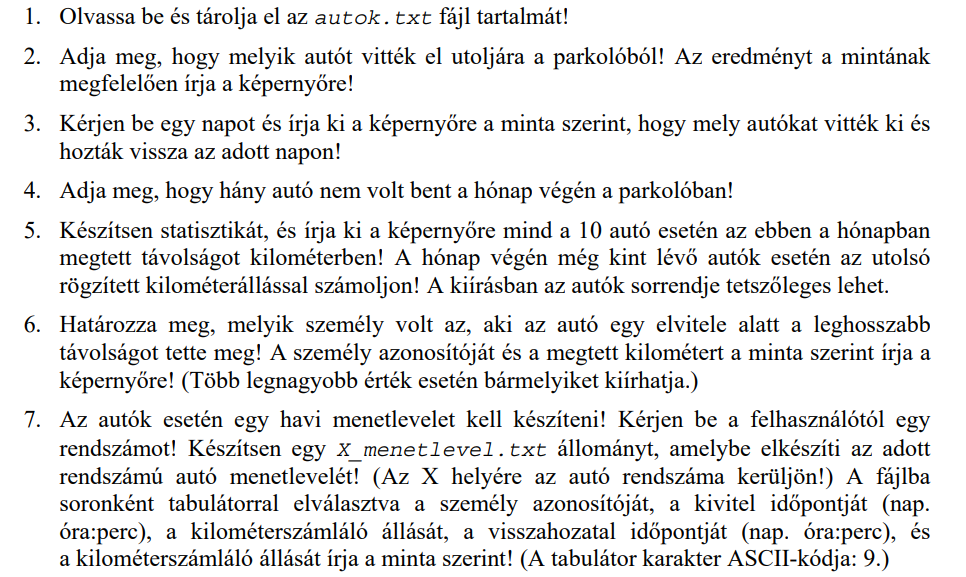 1. Olvassa be és tárolja el az autok.txt fájl tartalmát!
2. Adja meg, hogy melyik autót vitték el utoljára a parkolóból! Az eredményt a mintának
megfelelően írja a képernyőre!
3. Kérjen be egy napot és írja ki a képernyőre a minta szerint, hogy mely autókat vitték ki és
hozták vissza az adott napon!
4. Adja meg, hogy hány autó nem volt bent a hónap végén a parkolóban!
5. Készítsen statisztikát, és írja ki a képernyőre mind a 10 autó esetén az ebben a hónapban
megtett távolságot kilométerben! A hónap végén még kint lévő autók esetén az utolsó
rögzített kilométerállással számoljon! A kiírásban az autók sorrendje tetszőleges lehet.
6. Határozza meg, melyik személy volt az, aki az autó egy elvitele alatt a leghosszabb
távolságot tette meg! A személy azonosítóját és a megtett kilométert a minta szerint írja a
képernyőre! (Több legnagyobb érték esetén bármelyiket kiírhatja.)
7. Az autók esetén egy havi menetlevelet kell készíteni! Kérjen be a felhasználótól egy
rendszámot! Készítsen egy X_menetlevel.txt állományt, amelybe elkészíti az adott
rendszámú autó menetlevelét! (Az X helyére az autó rendszáma kerüljön!) A fájlba
soronként tabulátorral elválasztva a személy azonosítóját, a kivitel időpontját (nap.
óra:perc), a kilométerszámláló állását, a visszahozatal időpontját (nap. óra:perc), és
a kilométerszámláló állását írja a minta szerint! (A tabulátor karakter ASCII-kódja: 9.)